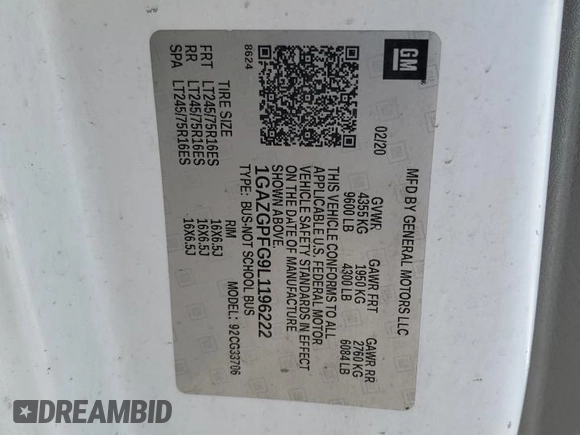 GM
MFD BY GENERAL MOTORS LLC
02/20
GVWR GAWR FRT GAWR RR
4355 KG 1950 KG 2760 KG
9600 LB 4300 LB 6084 LB
THIS VEHICLE CONFORMS TO ALL
APPLICABLE U.S. FEDERAL MOTOR
VEHICLE SAFETY STANDARDS IN EFFECT
ON THE DATE OF MANUFACTURE
SHOWN ABOVE.
1GAZGPFG9L1196222
TYPE: BUS-NOT SCHOOL BUS
MODEL: 92CG33706
8624
TIRE SIZE RIM
FRT LT245/75R16ES 16X6.5J
RR LT245/75R16ES 16X6.5J
SPA LT245/75R16ES 16X6.5J
DREAMBID